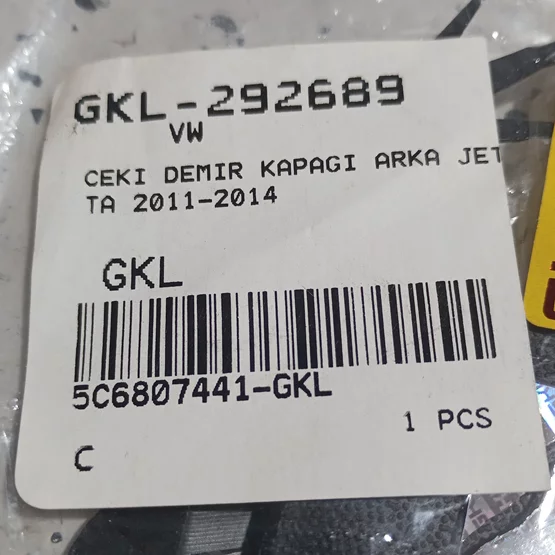 GKL-292689
VW
CEKI DEMIR KAPAGI ARKA JET
TA 2011-2014
GKL
5C6807441-GKL
1 PCS
C